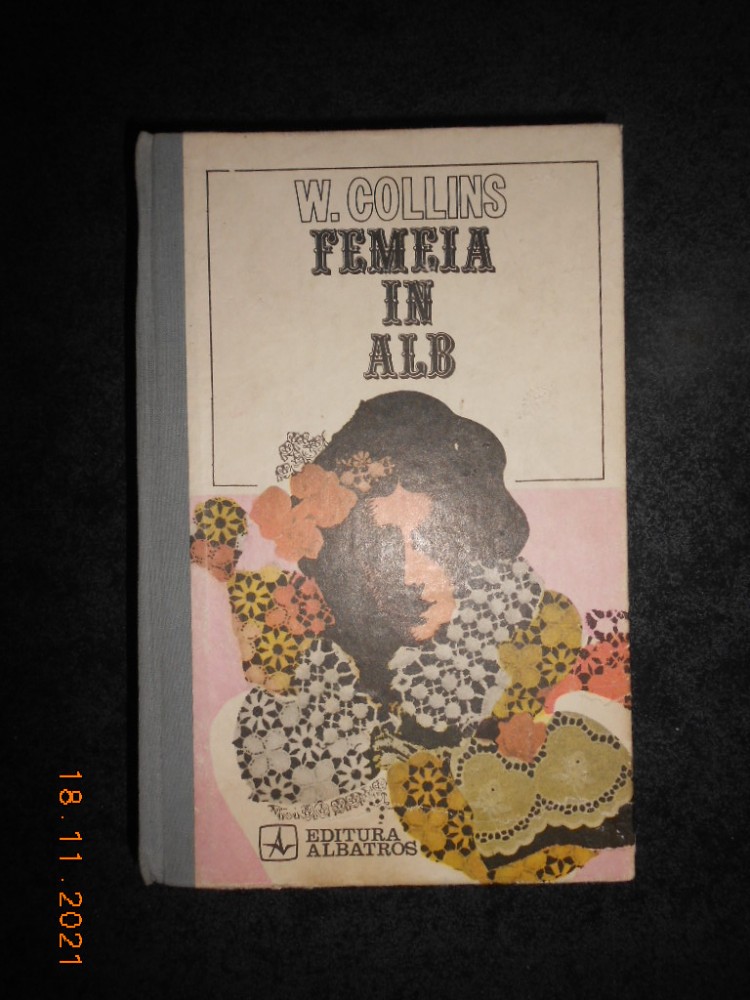 W. COLLINS
FEMEIA
IN
ALB
EDITURA
ALBATROS
18.11.2021